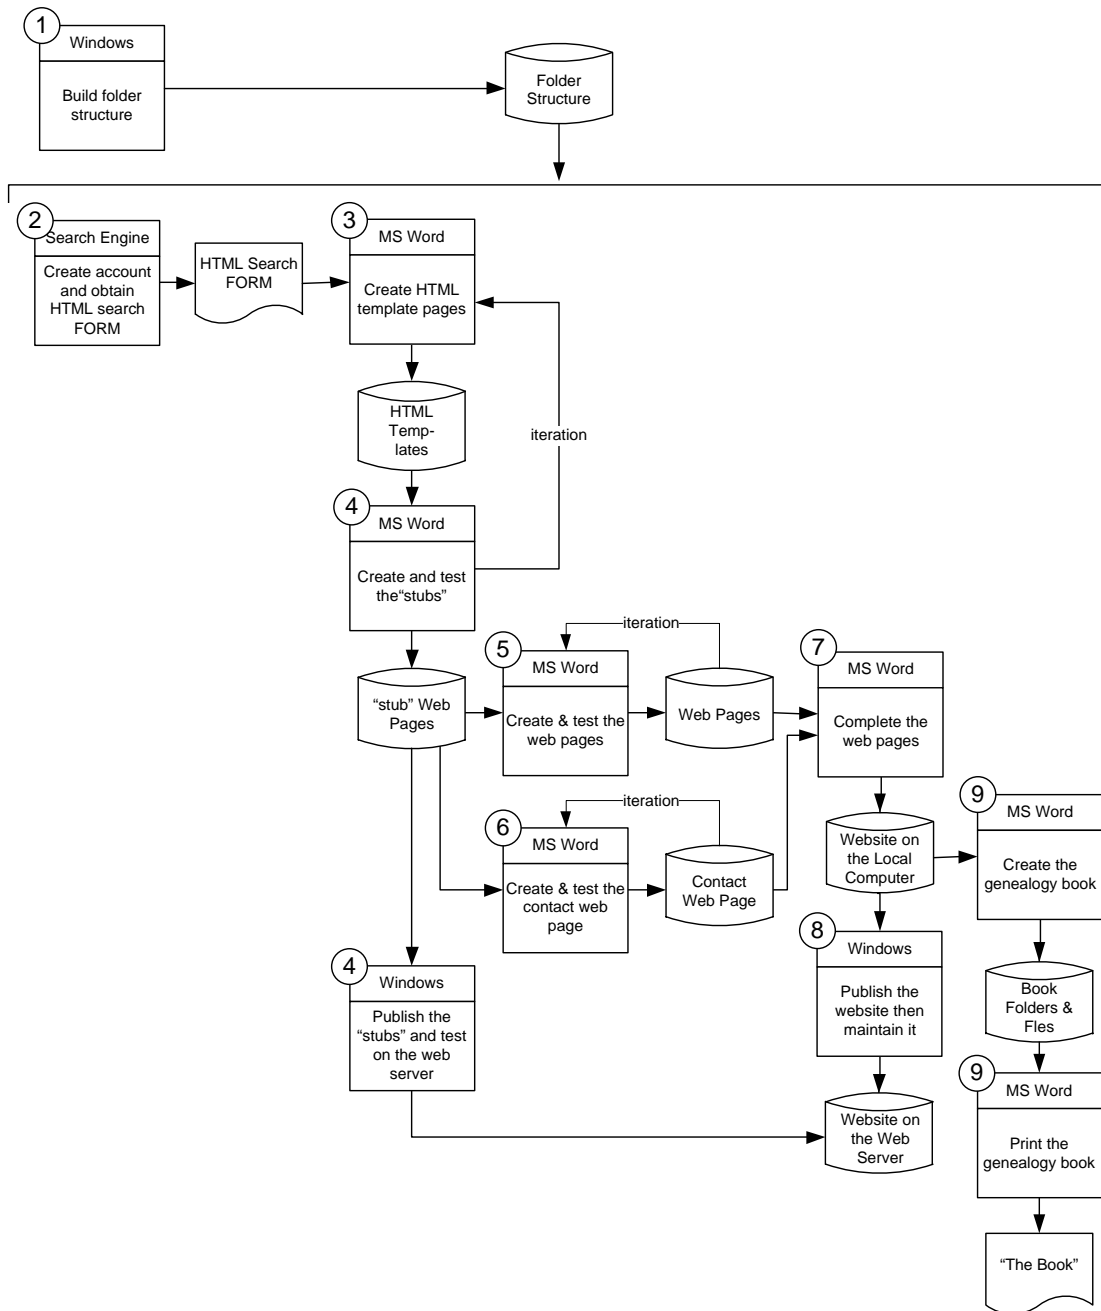 1
Windows
Build folder
structure
Folder
Structure
2
Search Engine
Create account
and obtain
HTML search
FORM
HTML Search
FORM
3
MS Word
Create HTML
template pages
HTML
Temp-
lates
iteration
4
MS Word
Create and test
the“stubs”
“stub” Web
Pages
iteration
5
MS Word
Create & test the
web pages
Web Pages
7
MS Word
Complete the
web pages
iteration
6
MS Word
Create & test the
contact web
page
Contact
Web Page
Website on
the Local
Computer
9
MS Word
Create the
genealogy book
4
Windows
Publish the
“stubs” and test
on the web
server
8
Windows
Publish the
website then
maintain it
Book
Folders &
Fles
Website on
the Web
Server
9
MS Word
Print the
genealogy book
“The Book”